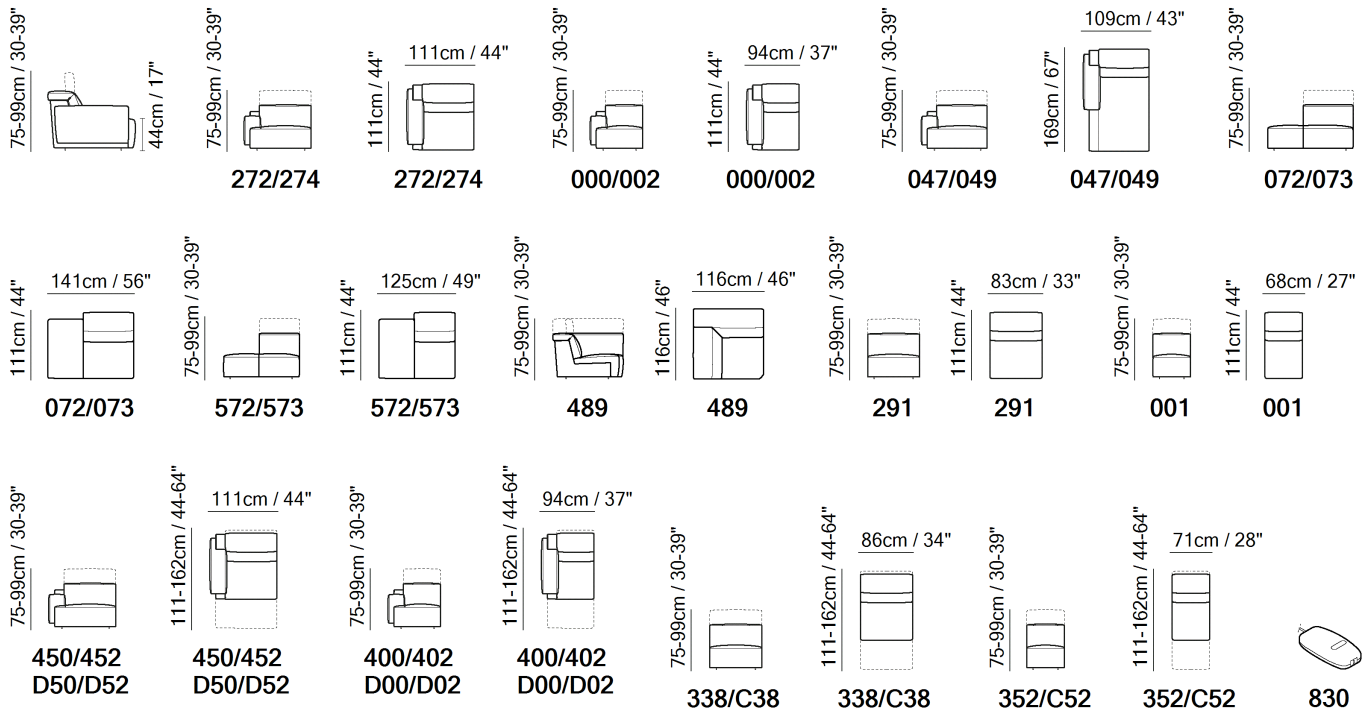 75-99cm / 30-39"
44cm / 17"
75-99cm / 30-39"
272/274
111cm / 44"
111cm / 44"
272/274
75-99cm / 30-39"
000/002
111cm / 44"
94cm / 37"
000/002
75-99cm / 30-39"
047/049
169cm / 67"
109cm / 43"
047/049
75-99cm / 30-39"
072/073
111cm / 44"
141cm / 56"
072/073
75-99cm / 30-39"
572/573
111cm / 44"
125cm / 49"
572/573
75-99cm / 30-39"
489
116cm / 46"
116cm / 46"
489
75-99cm / 30-39"
291
111cm / 44"
83cm / 33"
291
75-99cm / 30-39"
001
111cm / 44"
68cm / 27"
001
75-99cm / 30-39"
450/452
D50/D52
111-162cm / 44-64"
111cm / 44"
450/452
D50/D52
75-99cm / 30-39"
400/402
D00/D02
111-162cm / 44-64"
94cm / 37"
400/402
D00/D02
75-99cm / 30-39"
338/C38
111-162cm / 44-64"
86cm / 34"
338/C38
75-99cm / 30-39"
352/C52
111-162cm / 44-64"
71cm / 28"
352/C52
830